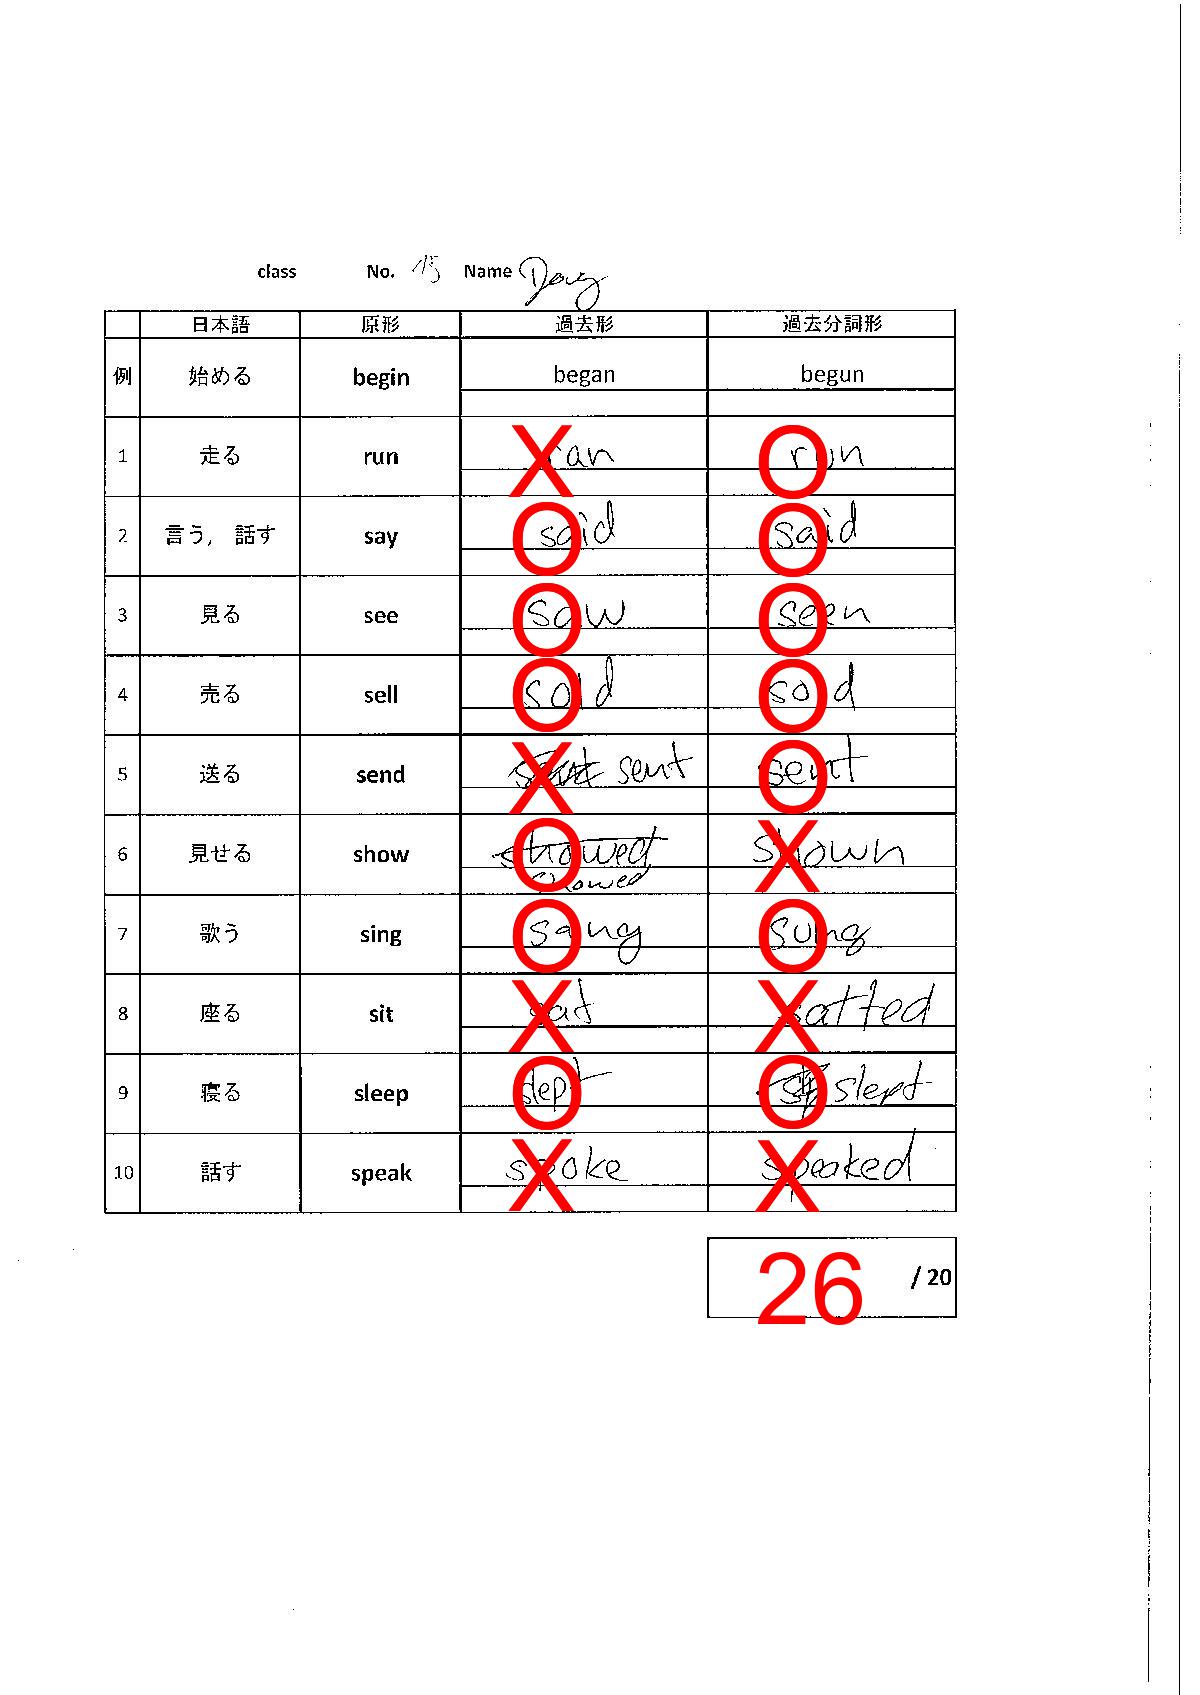 class No. 15 Name Doug
日本語 原形 過去形 過去分詞形
例 始める begin began begun
1 走る run X ran O run
2 言う, 話す say O said O said
3 見る see O saw O seen
4 売る sell O sold O sold
5 送る send X sent O sent
6 見せる show O showed X shown
showed
7 歌う sing O sang O sung
8 座る sit X sat X satted
9 寝る sleep O slept O slept
10 話す speak X spoke X speaked
26 / 20